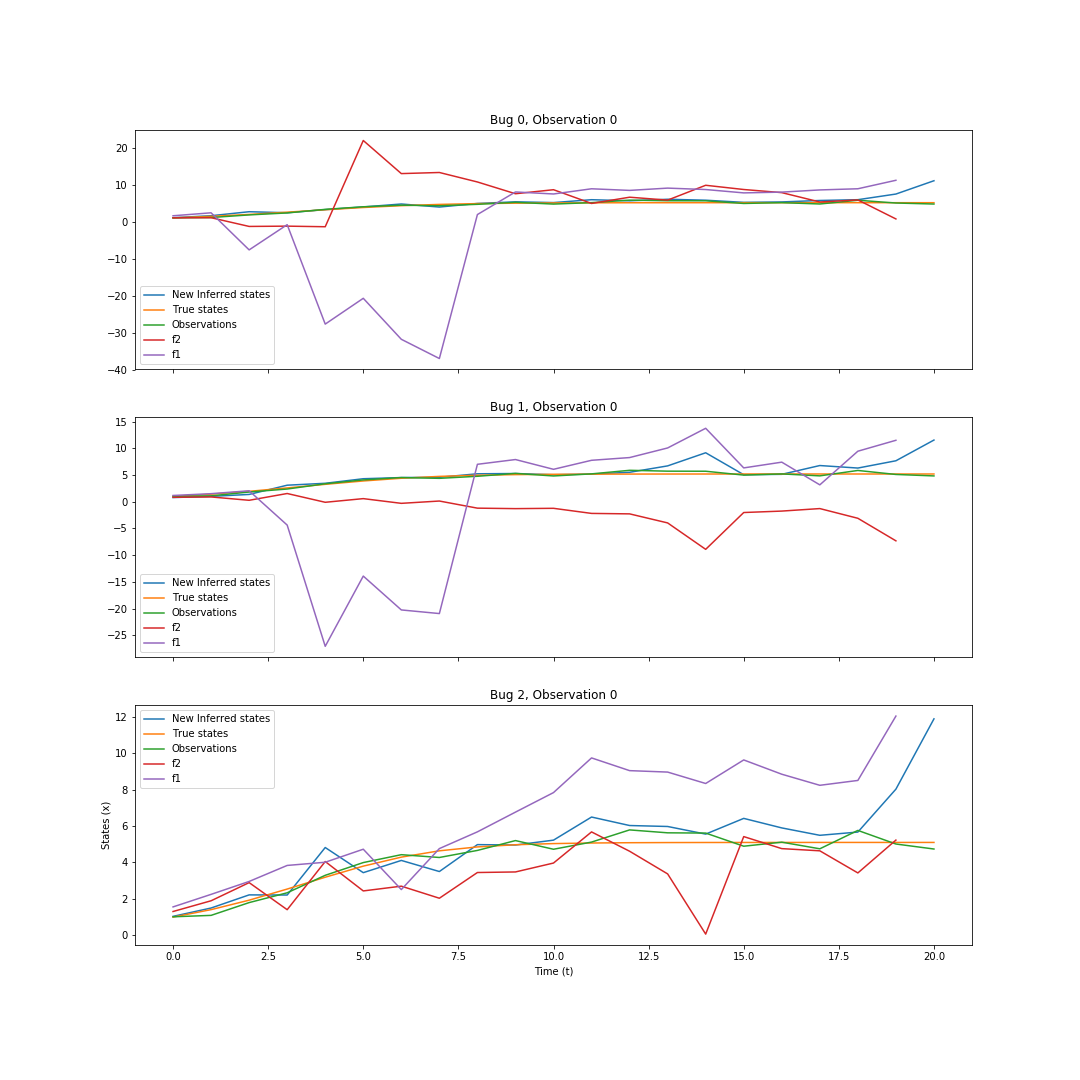 Bug 0, Observation 0
20
10
0
−10
−20
−30
−40
New Inferred states
True states
Observations
f2
f1
Bug 1, Observation 0
15
10
5
0
−5
−10
−15
−20
−25
New Inferred states
True states
Observations
f2
f1
Bug 2, Observation 0
12
10
8
6
4
2
0
States (x)
New Inferred states
True states
Observations
f2
f1
0.0 2.5 5.0 7.5 10.0 12.5 15.0 17.5 20.0
Time (t)